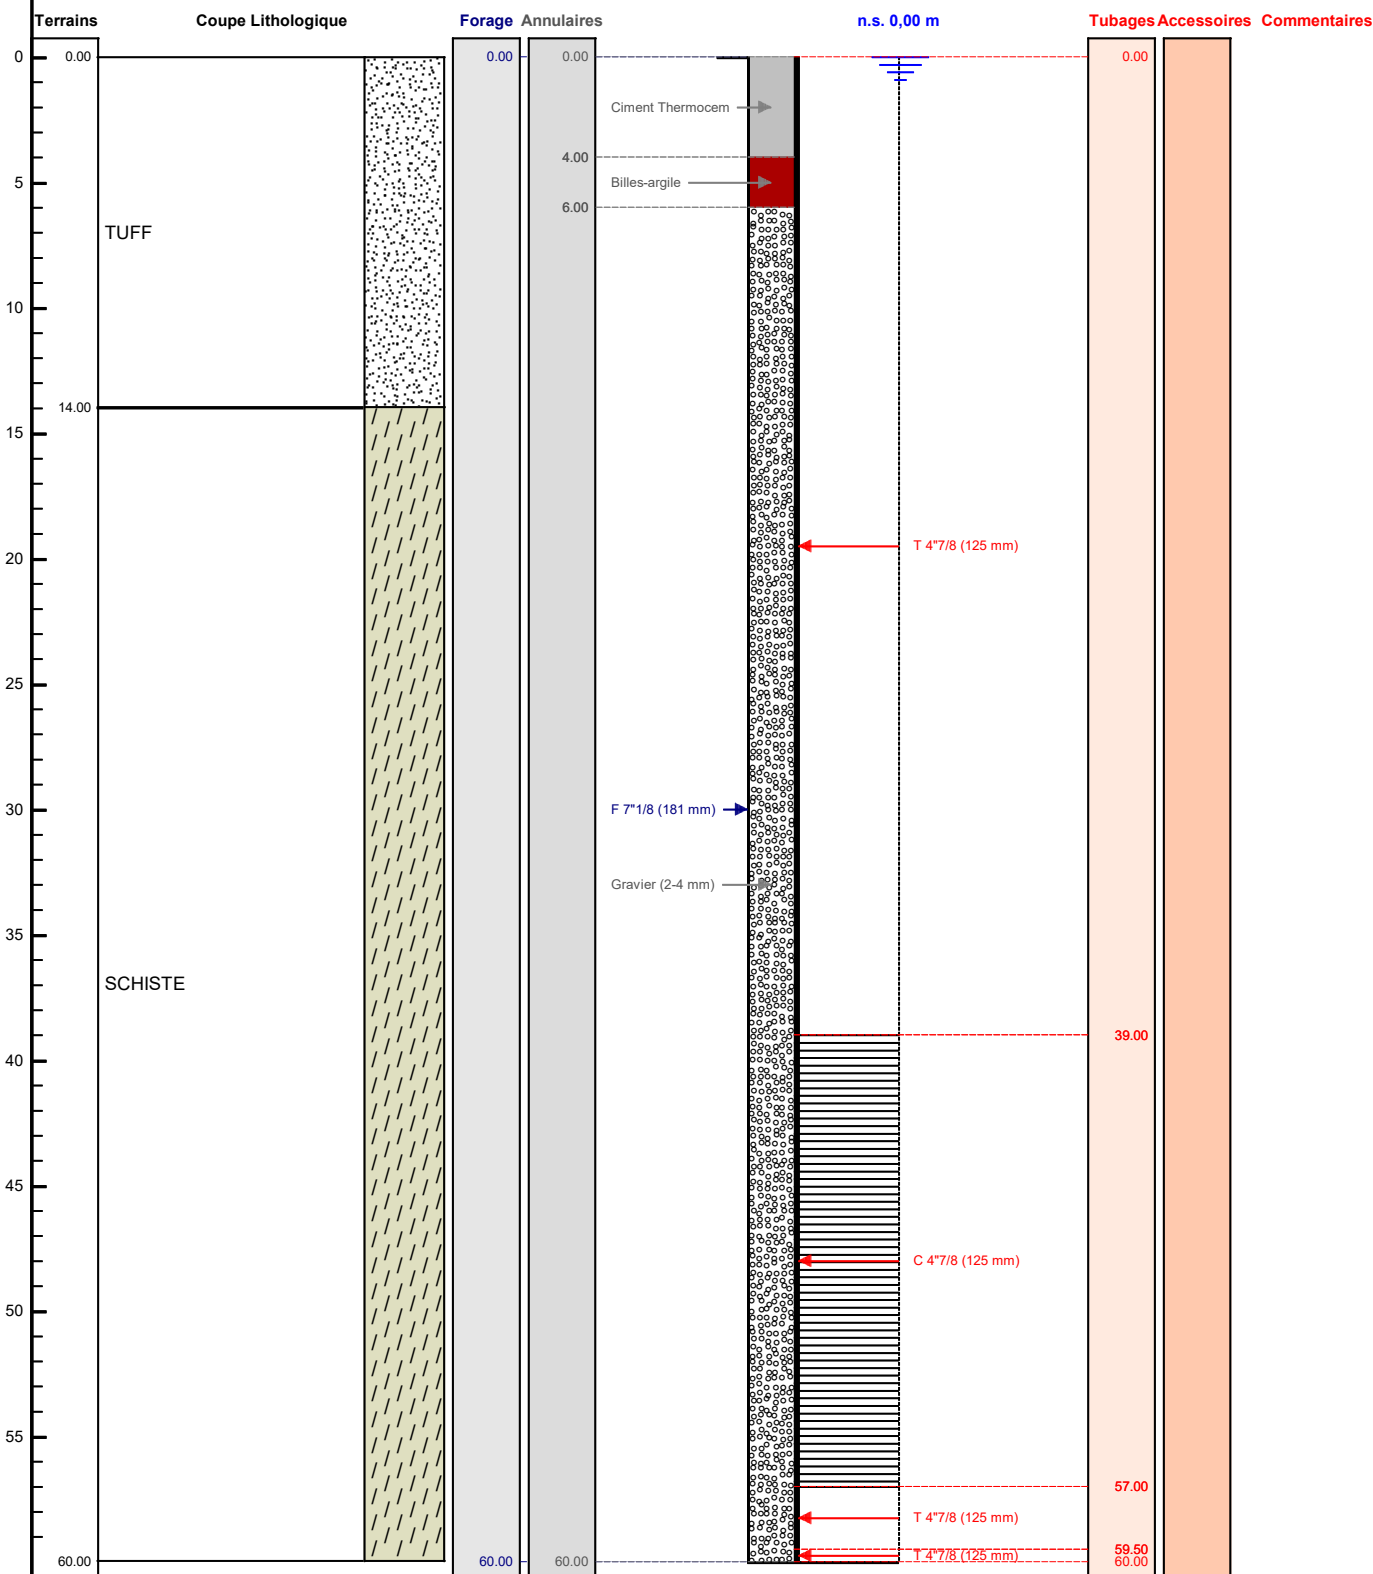 Terrains Coupe Lithologique Forage Annulaires n.s. 0,00 m Tubages Accessoires Commentaires
0 0.00 0.00 0.00 0.00
Ciment Thermocem
4.00
5 Billes-argile
6.00
TUFF
10
14.00
15
T 4"7/8 (125 mm)
20
25
30 F 7"1/8 (181 mm)
Gravier (2-4 mm)
35
SCHISTE
39.00
40
45
C 4"7/8 (125 mm)
50
55
57.00
T 4"7/8 (125 mm)
59.50
T 4"7/8 (125 mm)
60.00 60.00 60.00 60.00